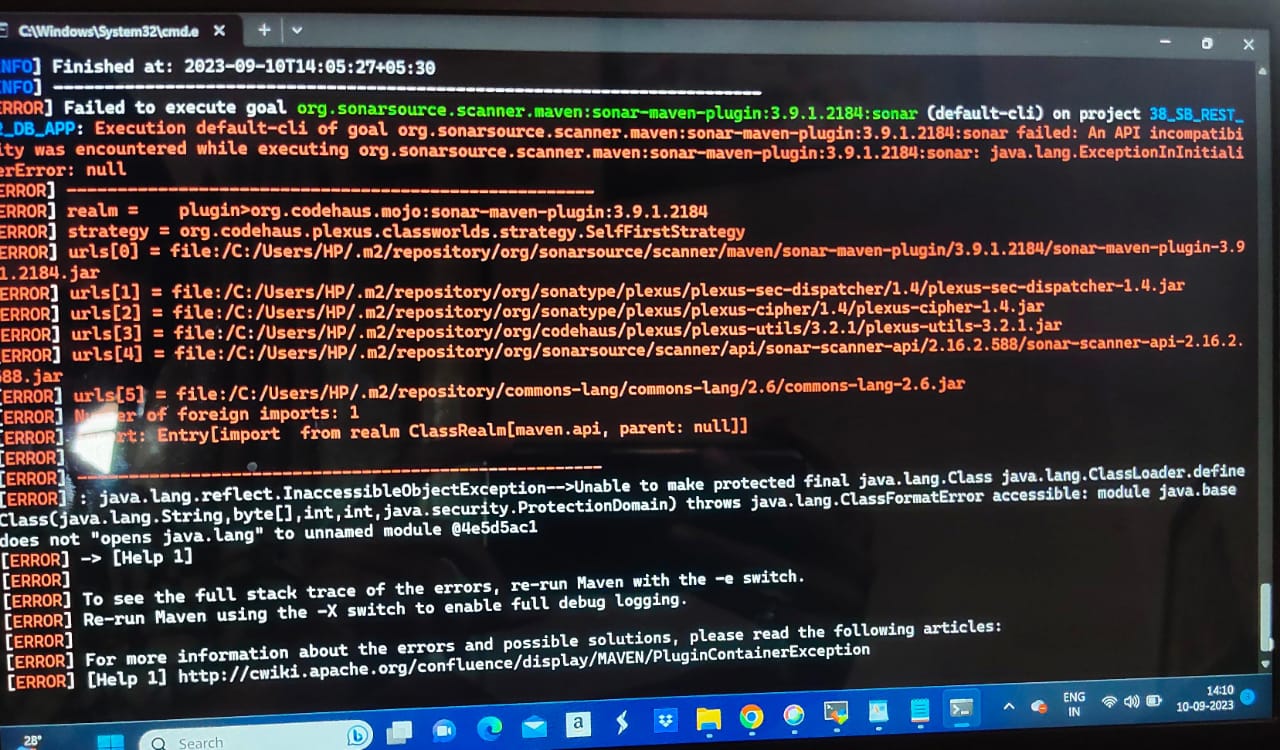 C:\Windows\System32\cmd.e
NFO] Finished at: 2023-09-10T14:05:27+05:30
NFO] ------------------------------------------------------------------------
RROR] Failed to execute goal org.sonarsource.scanner.maven:sonar-maven-plugin:3.9.1.2184:sonar (default-cli) on project 38_SB_REST_
_DB_APP: Execution default-cli of goal org.sonarsource.scanner.maven:sonar-maven-plugin:3.9.1.2184:sonar failed: An API incompatibi
ity was encountered while executing org.sonarsource.scanner.maven:sonar-maven-plugin:3.9.1.2184:sonar: java.lang.ExceptionInInitiali
erError: null
ERROR] -----------------------------------------------------
ERROR] realm =    plugin>org.codehaus.mojo:sonar-maven-plugin:3.9.1.2184
ERROR] strategy = org.codehaus.plexus.classworlds.strategy.SelfFirstStrategy
ERROR] urls[0] = file:/C:/Users/HP/.m2/repository/org/sonarsource/scanner/maven/sonar-maven-plugin/3.9.1.2184/sonar-maven-plugin-3.9
1.2184.jar
ERROR] urls[1] = file:/C:/Users/HP/.m2/repository/org/sonatype/plexus/plexus-sec-dispatcher/1.4/plexus-sec-dispatcher-1.4.jar
ERROR] urls[2] = file:/C:/Users/HP/.m2/repository/org/sonatype/plexus/plexus-cipher/1.4/plexus-cipher-1.4.jar
ERROR] urls[3] = file:/C:/Users/HP/.m2/repository/org/codehaus/plexus/plexus-utils/3.2.1/plexus-utils-3.2.1.jar
ERROR] urls[4] = file:/C:/Users/HP/.m2/repository/org/sonarsource/scanner/api/sonar-scanner-api/2.16.2.588/sonar-scanner-api-2.16.2.
88.jar
[ERROR] urls[5] = file:/C:/Users/HP/.m2/repository/commons-lang/commons-lang/2.6/commons-lang-2.6.jar
[ERROR] Number of foreign imports: 1
[ERROR] import: Entry[import  from realm ClassRealm[maven.api, parent: null]]
[ERROR]
[ERROR] -----------------------------------------------------
[ERROR] : java.lang.reflect.InaccessibleObjectException-->Unable to make protected final java.lang.Class java.lang.ClassLoader.define
Class(java.lang.String,byte[],int,int,java.security.ProtectionDomain) throws java.lang.ClassFormatError accessible: module java.base
does not "opens java.lang" to unnamed module @4e5d5ac1
[ERROR] -> [Help 1]
[ERROR]
[ERROR] To see the full stack trace of the errors, re-run Maven with the -e switch.
[ERROR] Re-run Maven using the -X switch to enable full debug logging.
[ERROR]
[ERROR] For more information about the errors and possible solutions, please read the following articles:
[ERROR] [Help 1] http://cwiki.apache.org/confluence/display/MAVEN/PluginContainerException
28°
Search
a
ENG
IN
14:10
10-09-2023